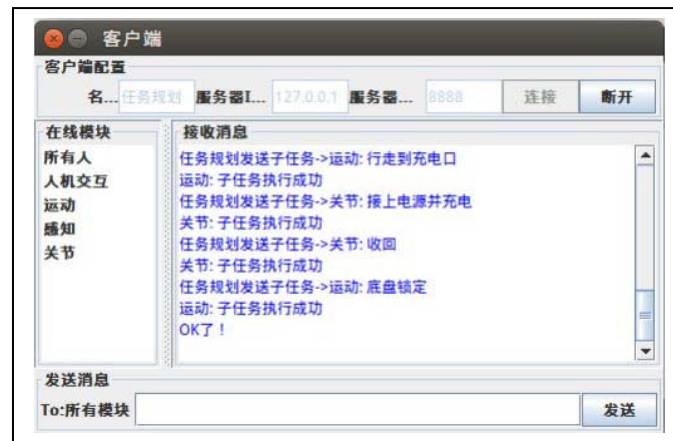 客户端
客户端配置
名... 任务规划 服务器I... 127.0.0.1 服务器... 8888 连接 断开
在线模块
所有人
人机交互
运动
感知
关节
接收消息
任务规划发送子任务->运动: 行走到充电口
运动: 子任务执行成功
任务规划发送子任务->关节: 接上电源并充电
关节: 子任务执行成功
任务规划发送子任务->关节: 收回
关节: 子任务执行成功
任务规划发送子任务->运动: 底盘锁定
运动: 子任务执行成功
OK了！
发送消息
To:所有模块 发送